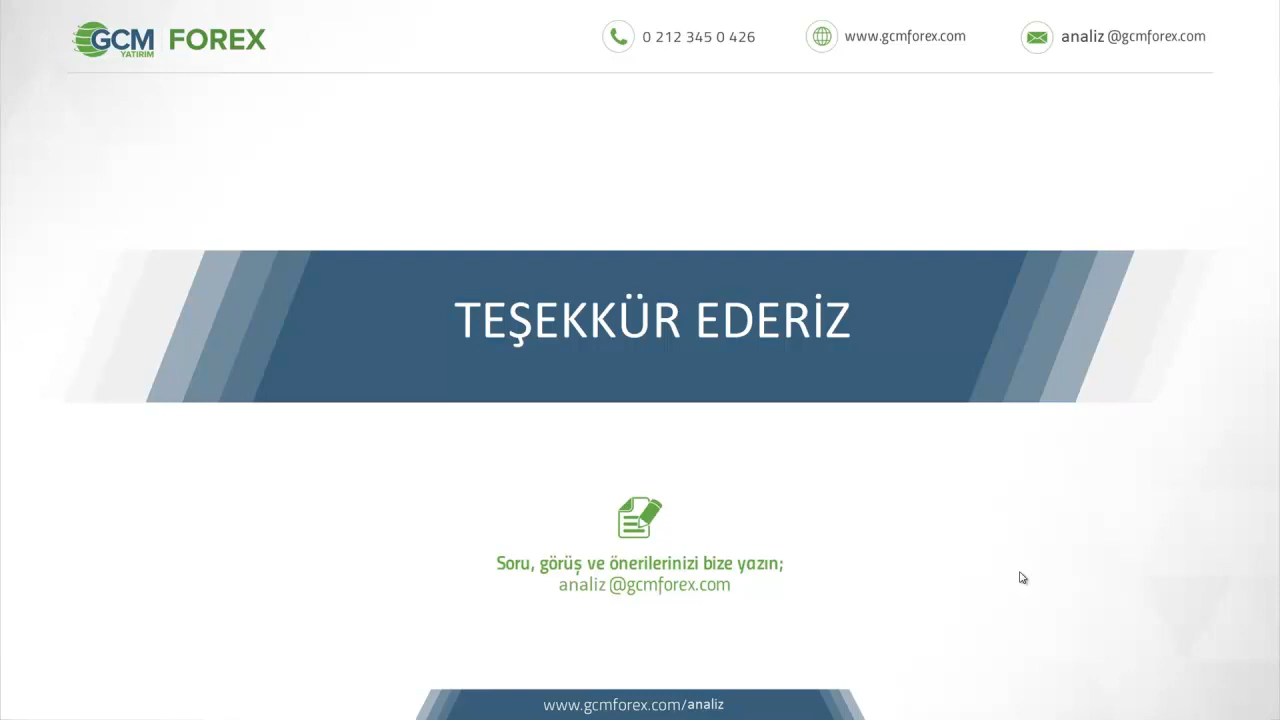 GCM YATIRIM FOREX
0 212 345 0 426
www.gcmforex.com
analiz @gcmforex.com
TEŞEKKÜR EDERİZ
Soru, görüş ve önerilerinizi bize yazın;
analiz @gcmforex.com
www.gcmforex.com/analiz